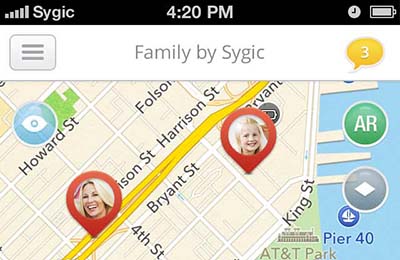 Sygic 4:20 PM
Family by Sygic
3
Folsom
Bryant
Harrison St
AR
Howard St
Harrison St
Bryant St
King St
4th St
Pier 40
AT&T Park